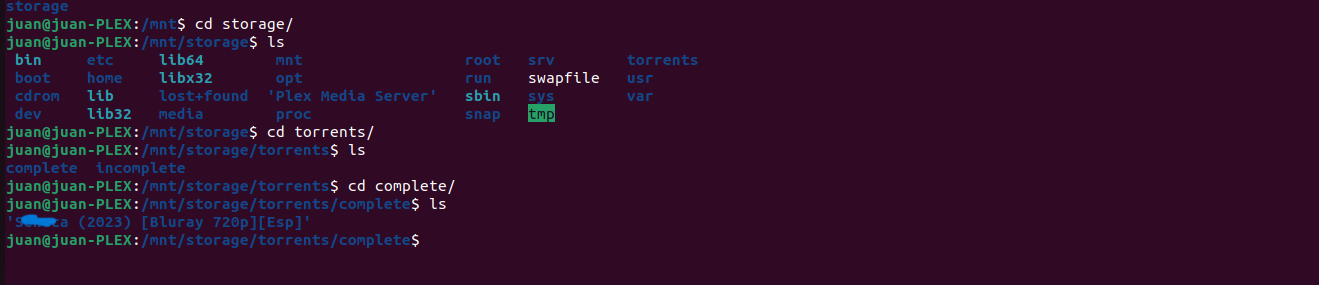 storage
juan@juan-PLEX:/mnt$ cd storage/
juan@juan-PLEX:/mnt/storage$ ls
bin etc lib64 mnt root srv torrents
boot home libx32 opt run swapfile usr
cdrom lib lost+found 'Plex Media Server' sbin sys var
dev lib32 media proc snap tmp
juan@juan-PLEX:/mnt/storage$ cd torrents/
juan@juan-PLEX:/mnt/storage/torrents$ ls
complete incomplete
juan@juan-PLEX:/mnt/storage/torrents$ cd complete/
juan@juan-PLEX:/mnt/storage/torrents/complete$ ls
(2023) [Bluray 720p][Esp]'
juan@juan-PLEX:/mnt/storage/torrents/complete$